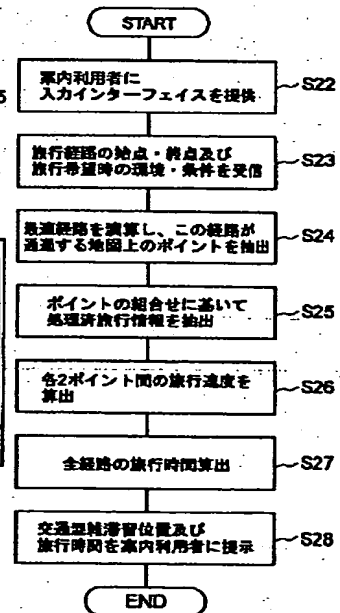 START
案内利用者に
入力インターフェイスを提供
S22
5
旅行経路の始点・終点及び
旅行希望時の環境・条件を受信
S23
最適経路を演算し、この経路が
通過する地図上のポイントを抽出
S24
ポイントの組合せに基いて
処理済旅行情報を抽出
S25
各2ポイント間の旅行速度を
算出
S26
全経路の旅行時間算出
S27
交通型雑滞留位置及び
旅行時間を案内利用者に提示
S28
END